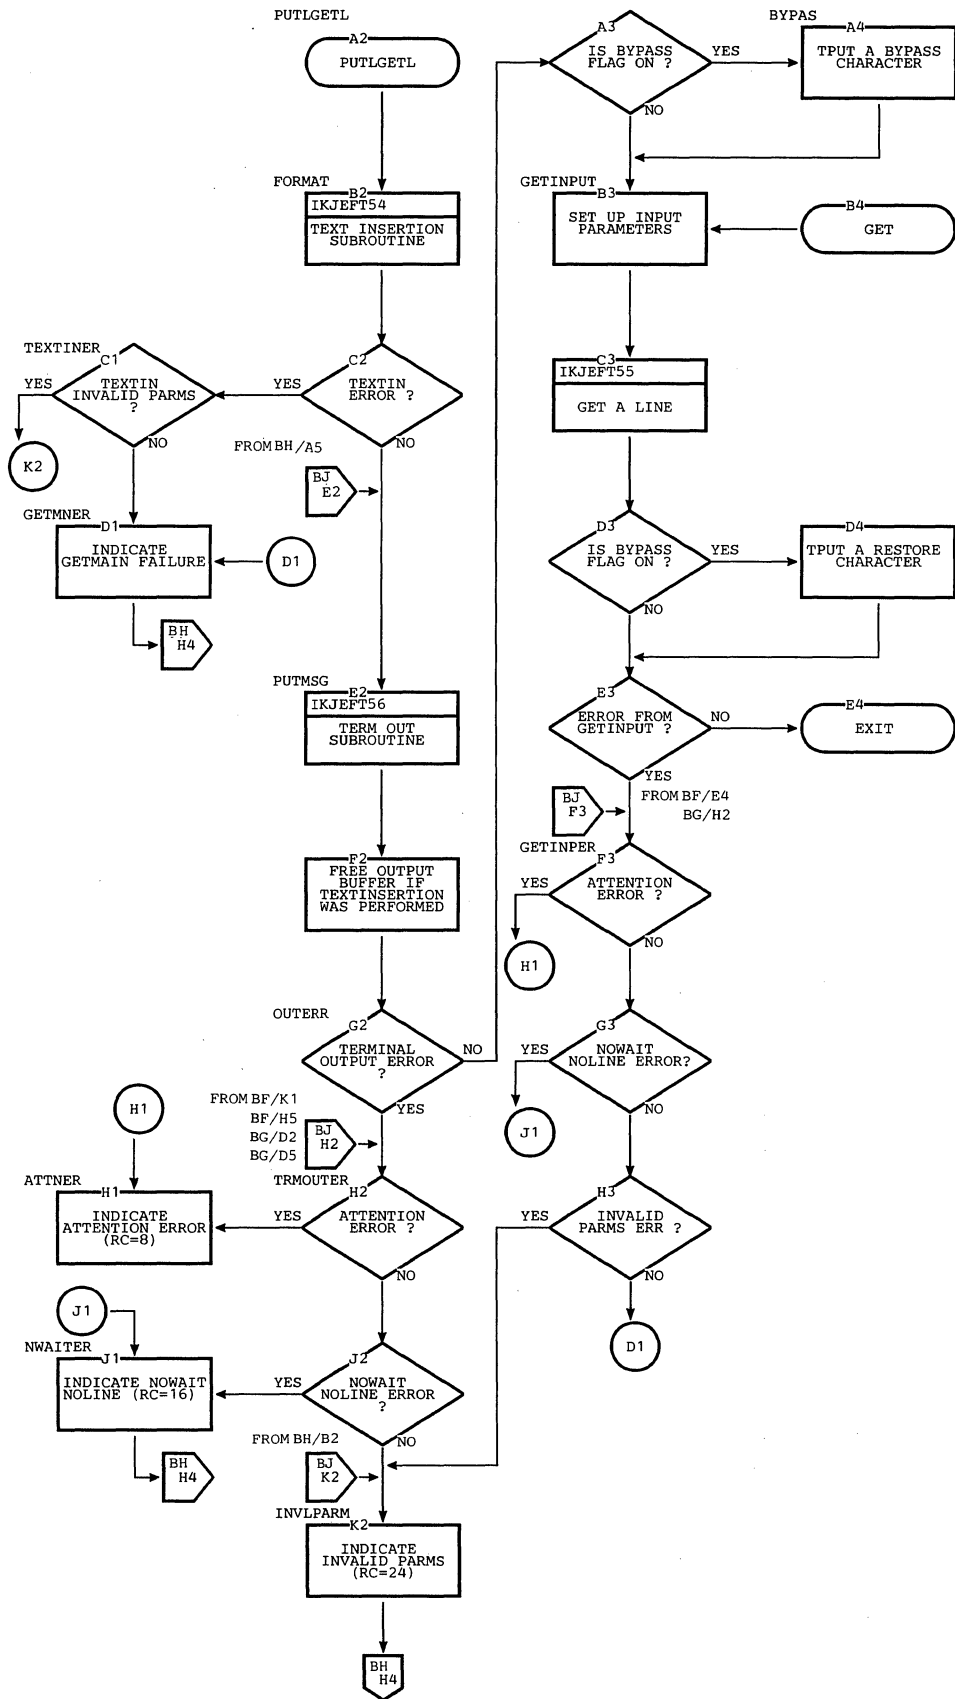 PUTLGETL
A2
PUTLGETL
FORMAT
B2
IKJEFT54
TEXT INSERTION
SUBROUTINE
TEXTINER
C1
YES
TEXTIN
INVALID PARMS
?
NO
K2
C2
YES
TEXTIN
ERROR ?
NO
FROM BH/A5
BJ
E2
GETMNER
D1
INDICATE
GETMAIN FAILURE
D1
BH
H4
PUTMSG
E2
IKJEFT56
TERM OUT
SUBROUTINE
F2
FREE OUTPUT
BUFFER IF
TEXTINSERTION
WAS PERFORMED
OUTERR
G2
TERMINAL
OUTPUT ERROR
?
NO
YES
FROM BF/K1
BF/H5
BG/D2
BG/D5
BJ
H2
H1
ATTNER
H1
INDICATE
ATTENTION ERROR
(RC=8)
TRMOUTER
H2
YES
ATTENTION
ERROR ?
NO
J1
NWAITER
J1
INDICATE NOWAIT
NOLINE (RC=16)
BH
H4
J2
YES
NOWAIT
NOLINE ERROR
?
NO
FROM BH/B2
BJ
K2
INVLPARM
K2
INDICATE
INVALID PARMS
(RC=24)
BH
H4
A3
IS BYPASS
FLAG ON ?
YES
NO
BYPAS
A4
TPUT A BYPASS
CHARACTER
GETINPUT
B3
SET UP INPUT
PARAMETERS
B4
GET
C3
IKJEFT55
GET A LINE
D3
IS BYPASS
FLAG ON ?
YES
NO
D4
TPUT A RESTORE
CHARACTER
E3
ERROR FROM
GETINPUT ?
NO
YES
E4
EXIT
BJ
F3
FROM BF/E4
BG/H2
GETINPER
F3
YES
ATTENTION
ERROR ?
NO
H1
G3
YES
NOWAIT
NOLINE ERROR?
NO
J1
H3
YES
INVALID
PARMS ERR ?
NO
D1